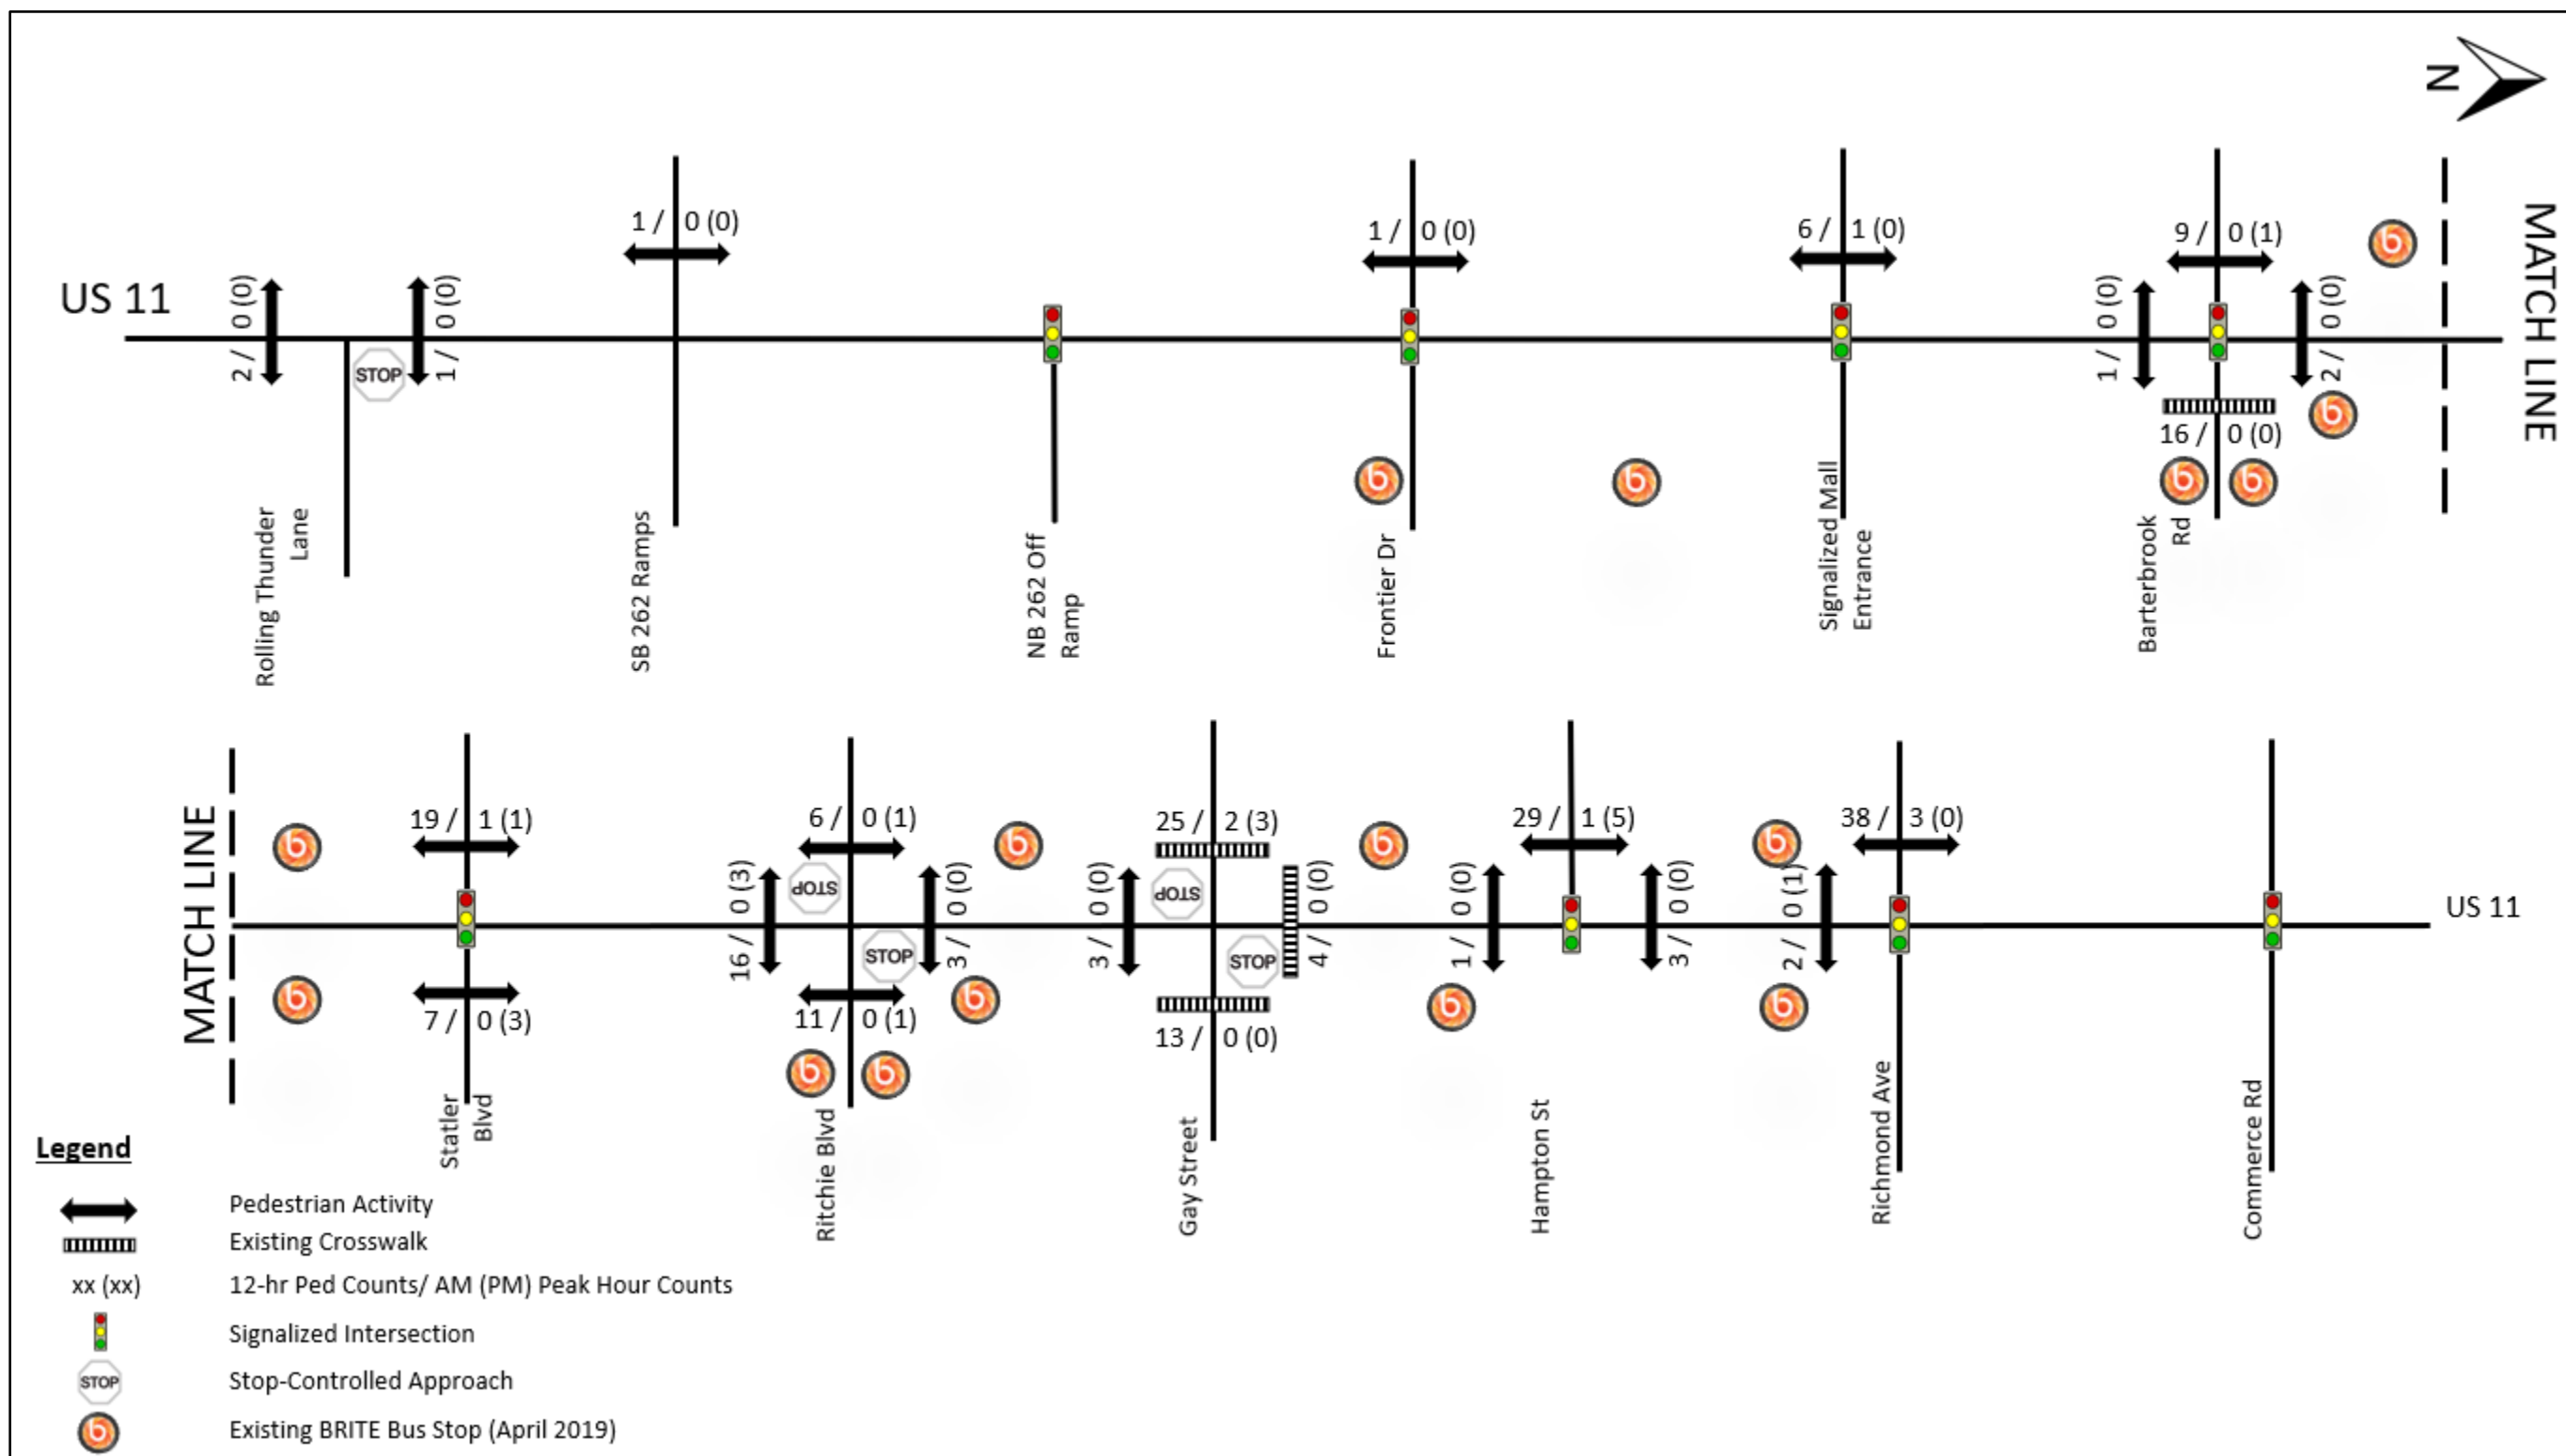 N
US 11
2 / 0 (0)
STOP
1 / 0 (0)
1 / 0 (0)
1 / 0 (0)
6 / 1 (0)
1 / 0 (0)
9 / 0 (1)
2 / 0 (0)
16 / 0 (0)
b
b
b
b
b
b
MATCH LINE
Rolling Thunder
Lane
SB 262 Ramps
NB 262 Off
Ramp
Frontier Dr
Signalized Mall
Entrance
Barterbrook
Rd
MATCH LINE
b
b
19 / 1 (1)
7 / 0 (3)
16 / 0 (3)
6 / 0 (1)
STOP
STOP
3 / 0 (0)
11 / 0 (1)
b
b
b
b
3 / 0 (0)
25 / 2 (3)
STOP
STOP
4 / 0 (0)
13 / 0 (0)
b
b
1 / 0 (0)
29 / 1 (5)
3 / 0 (0)
b
b
2 / 0 (1)
38 / 3 (0)
US 11
Statler
Blvd
Ritchie Blvd
Gay Street
Hampton St
Richmond Ave
Commerce Rd
Legend
Pedestrian Activity
Existing Crosswalk
xx (xx) 12-hr Ped Counts/ AM (PM) Peak Hour Counts
Signalized Intersection
STOP Stop-Controlled Approach
b Existing BRITE Bus Stop (April 2019)